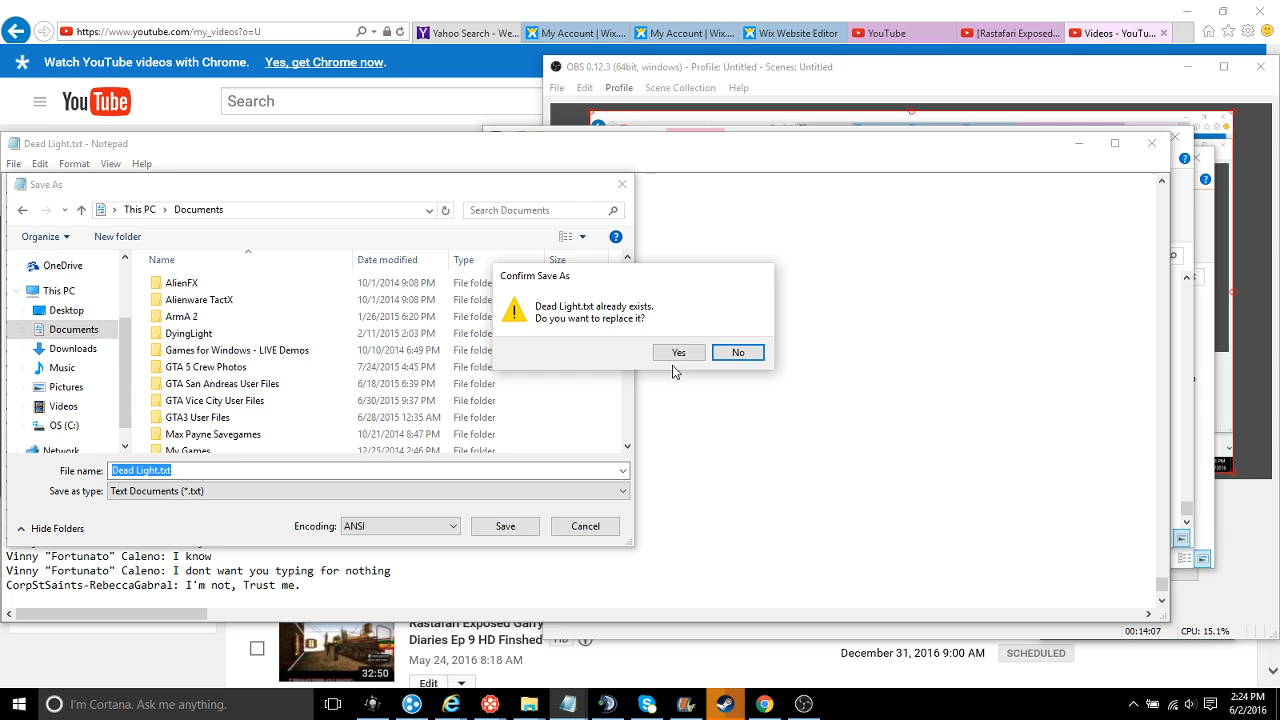 https://www.youtube.com/my_videos?o=U
Yahoo Search - We...
My Account | Wix....
My Account | Wix....
Wix Website Editor
YouTube
[Rastafari Exposed...
Videos - YouTu...
Watch YouTube videos with Chrome. Yes, get Chrome now.
OBS 0.12.3 (64bit, windows) - Profile: Untitled - Scenes: Untitled
File Edit Profile Scene Collection Help
YouTube
Search
Dead Light.txt - Notepad
File Edit Format View Help
Save As
This PC Documents
Search Documents
Organize New folder
Name Date modified Type Size
OneDrive
This PC
Desktop
Documents
Downloads
Music
Pictures
Videos
OS (C:)
Network
AlienFX 10/1/2014 9:08 PM File folder
Alienware TactX 10/1/2014 9:08 PM File folder
ArmA 2 1/26/2015 6:20 PM File folder
DyingLight 2/11/2015 2:03 PM File folder
Games for Windows - LIVE Demos 10/10/2014 6:49 PM File folder
GTA 5 Crew Photos 7/24/2015 4:45 PM File folder
GTA San Andreas User Files 6/18/2015 6:39 PM File folder
GTA Vice City User Files 6/30/2015 9:37 PM File folder
GTA3 User Files 6/28/2015 12:35 AM File folder
Max Payne Savegames 10/21/2014 8:47 PM File folder
My Games 12/25/2014 2:46 PM File folder
Confirm Save As
Dead Light.txt already exists.
Do you want to replace it?
Yes No
File name: Dead Light.txt
Save as type: Text Documents (*.txt)
Hide Folders
Encoding: ANSI
Save Cancel
Vinny "Fortunato" Caleno: I know
Vinny "Fortunato" Caleno: I dont want you typing for nothing
CorpStSaints-RebeccaGabral: I'm not, Trust me.
00:14:07 CPU: 15.1%
Rastafari Exposed Garry
Diaries Ep 9 HD Finshed
HD
May 24, 2016 8:18 AM
32:50
Edit
December 31, 2016 9:00 AM
SCHEDULED
I'm Cortana. Ask me anything.
2:24 PM
6/2/2016